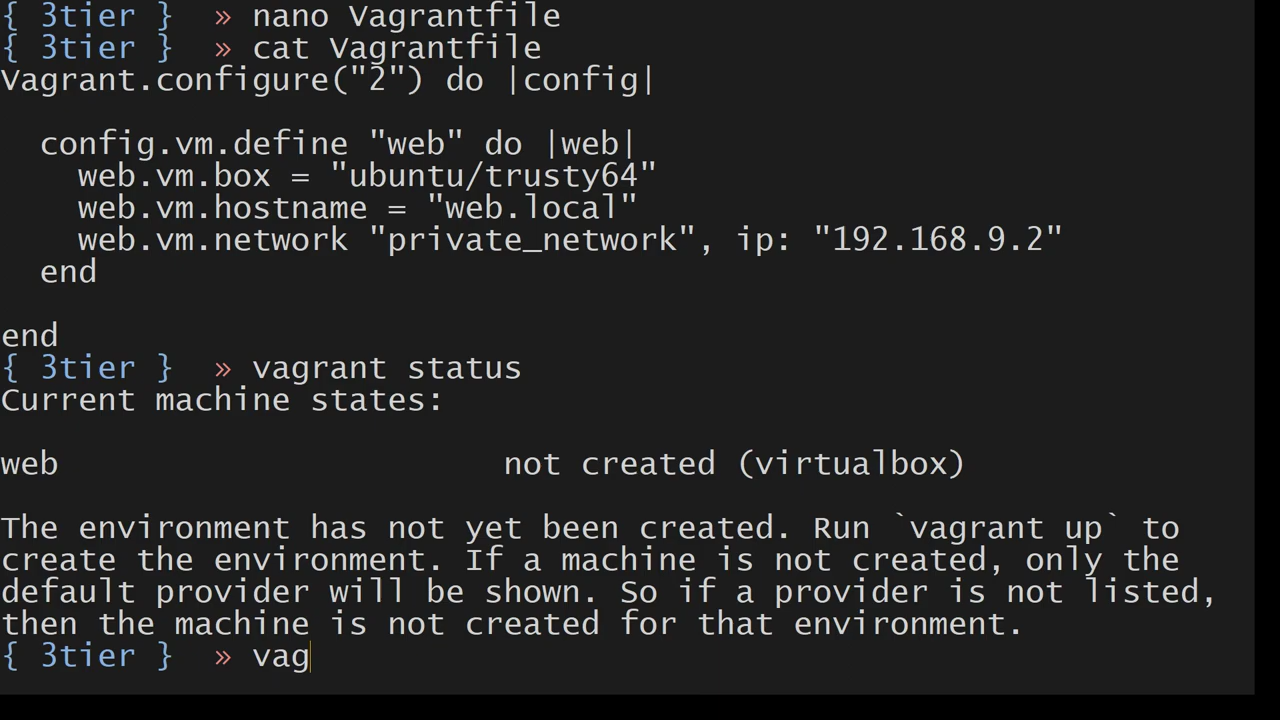 { 3tier }  » nano Vagrantfile
{ 3tier }  » cat Vagrantfile
Vagrant.configure("2") do |config|
  config.vm.define "web" do |web|
    web.vm.box = "ubuntu/trusty64"
    web.vm.hostname = "web.local"
    web.vm.network "private_network", ip: "192.168.9.2"
  end
end
{ 3tier }  » vagrant status
Current machine states:
web                       not created (virtualbox)
The environment has not yet been created. Run `vagrant up` to
create the environment. If a machine is not created, only the
default provider will be shown. So if a provider is not listed,
then the machine is not created for that environment.
{ 3tier }  » vag